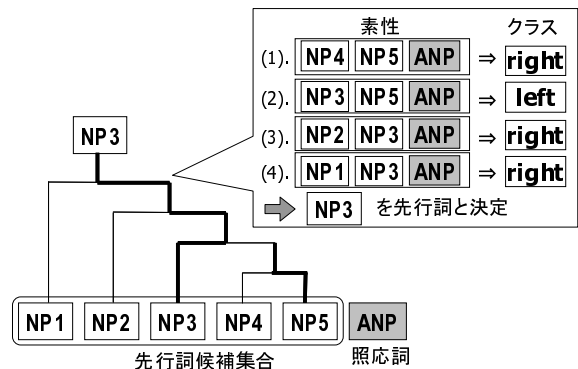 素性 クラス
(1). NP4 NP5 ANP ⇒ right
(2). NP3 NP5 ANP ⇒ left
(3). NP2 NP3 ANP ⇒ right
(4). NP1 NP3 ANP ⇒ right
NP3 を先行詞と決定
NP3
NP1 NP2 NP3 NP4 NP5 ANP
先行詞候補集合 照応詞